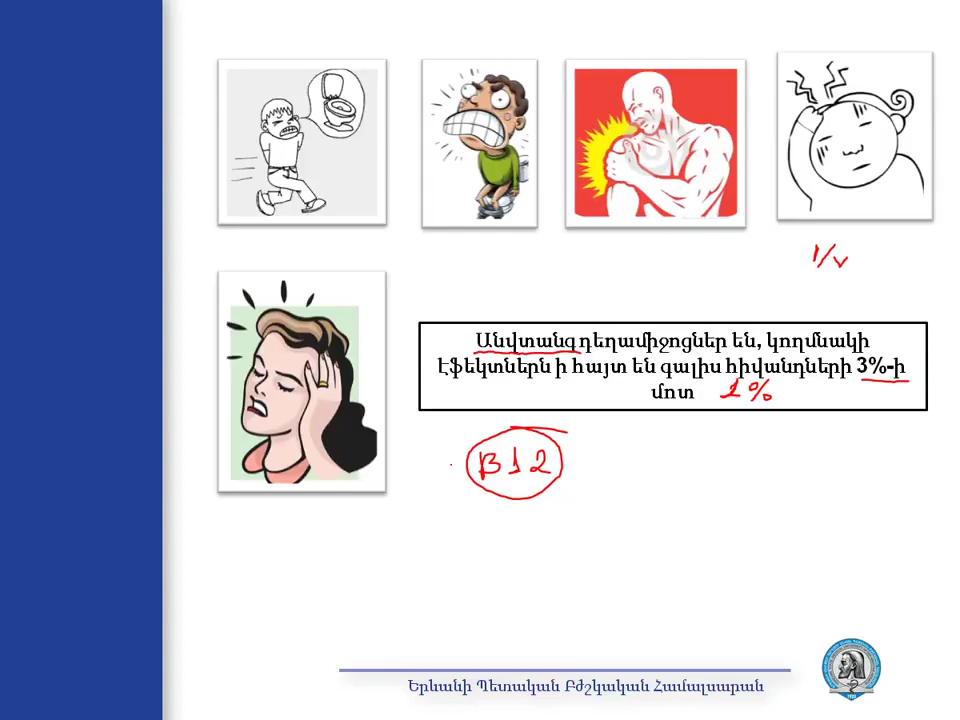 I/v
Անվտանգ դեղամիջոցներ են, կողմնակի
էֆեկտներն ի հայտ են գալիս հիվանդների 3%-ի
մոտ 1%
B12
Երևանի Պետական Բժշկական Համալսարան